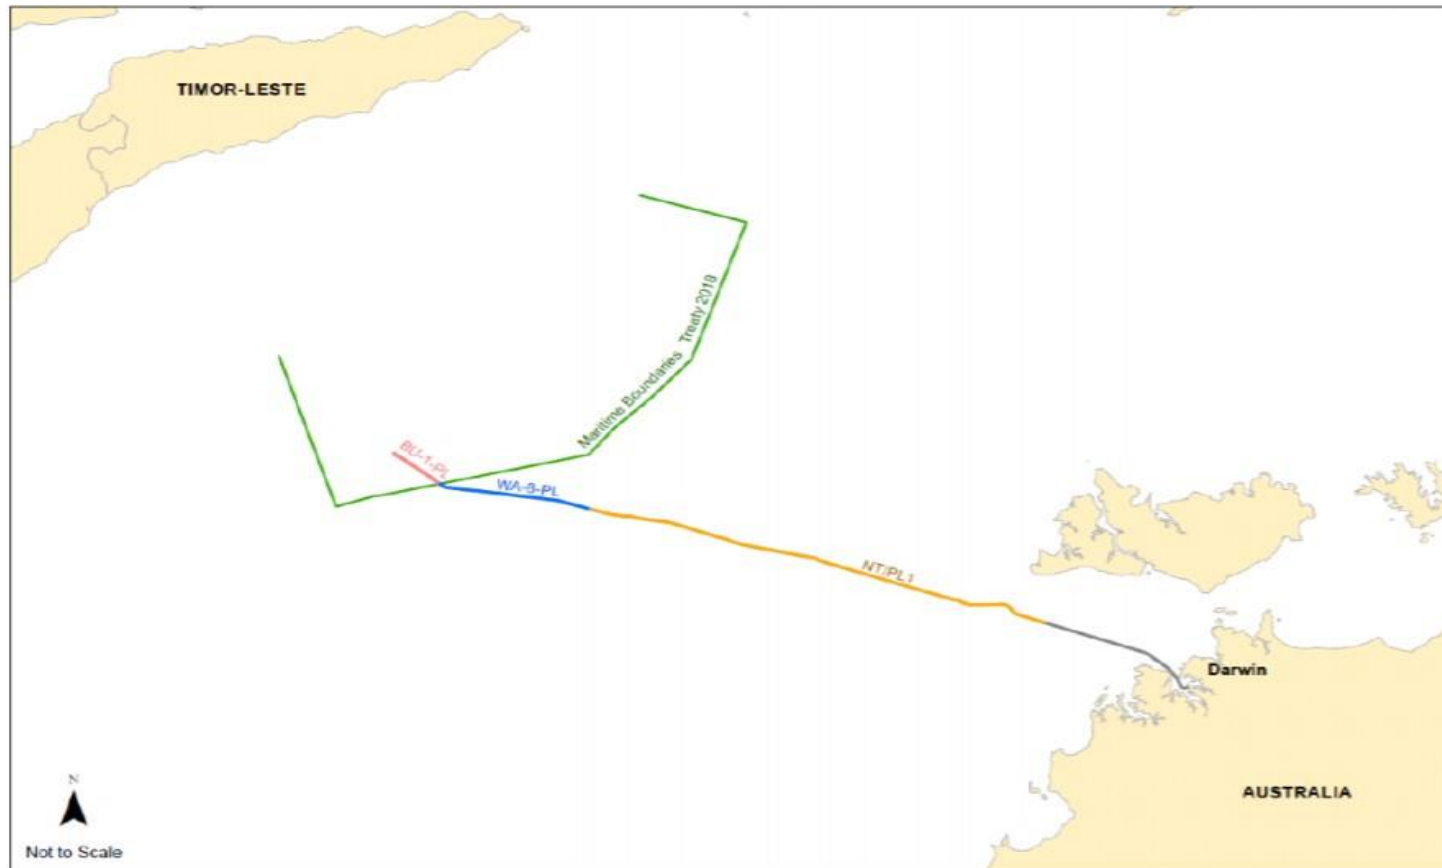 TIMOR-LESTE
Maritime Boundaries Treaty 2018
BU-1-PL
WA-8-PL
NT/PL1
Darwin
AUSTRALIA
N
Not to Scale